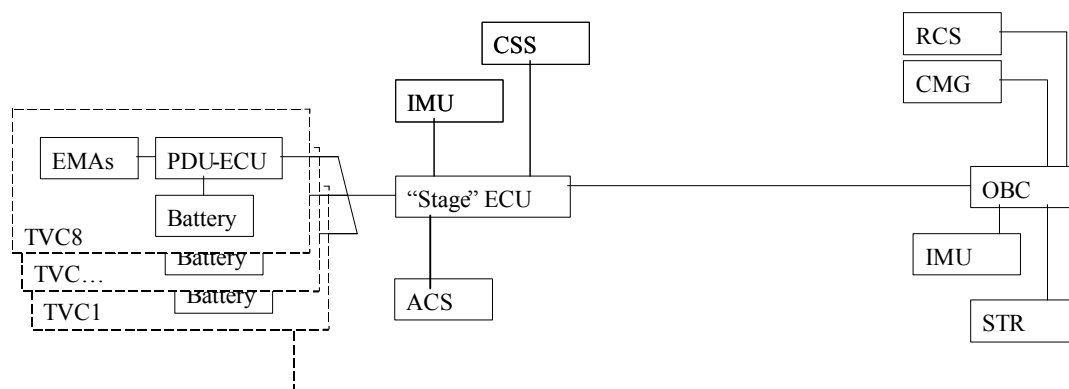 CSS
RCS
CMG
IMU
EMAs
PDU-ECU
Battery
TVC8
“Stage” ECU
OBC
Battery
TVC…
IMU
Battery
TVC1
ACS
STR